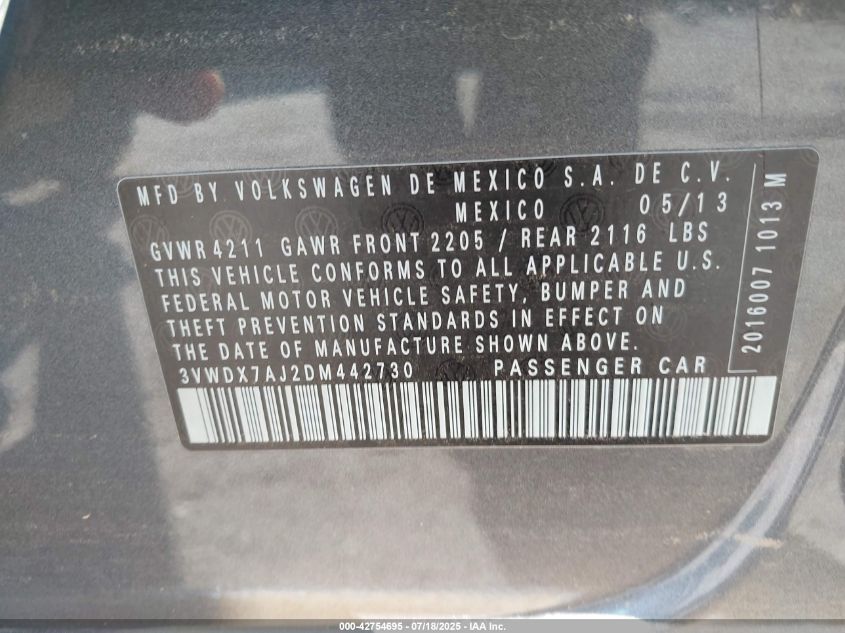 MFD BY VOLKSWAGEN DE MEXICO S.A. DE C.V.
MEXICO 05/13
GVWR 4211 GAWR FRONT 2205 / REAR 2116 LBS
THIS VEHICLE CONFORMS TO ALL APPLICABLE U.S.
FEDERAL MOTOR VEHICLE SAFETY, BUMPER AND
THEFT PREVENTION STANDARDS IN EFFECT ON
THE DATE OF MANUFACTURE SHOWN ABOVE.
3VWDX7AJ2DM442730 PASSENGER CAR
2016007 1013 M
000-42754695 - 07/18/2025 - IAA Inc.